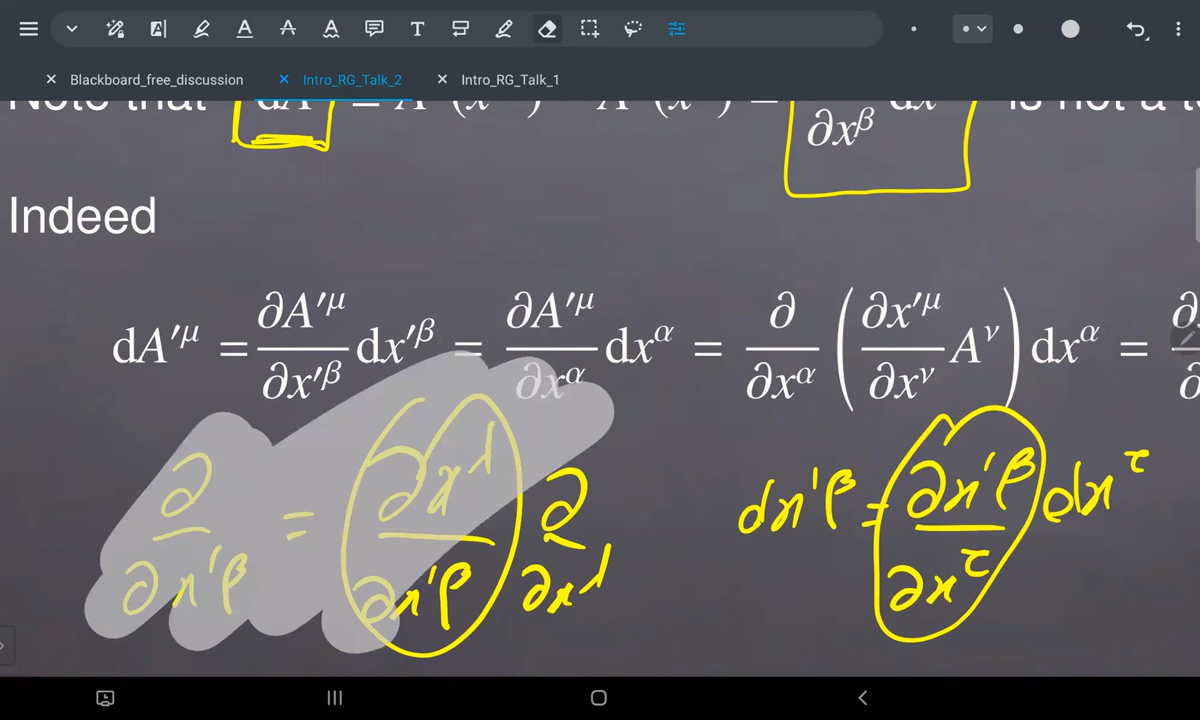 Blackboard_free_discussion Intro_RG_Talk_2 Intro_RG_Talk_1
∂x^β
Indeed
dA′^μ = ∂A′^μ/∂x′^β dx′^β = ∂A′^μ/∂x^α dx^α = ∂/∂x^α (∂x′^μ/∂x^ν A^ν) dx^α =
∂/∂x′^β = ∂x^λ/∂x′^β ∂/∂x^λ dx′^β = ∂x′^β/∂x^τ dx^τ